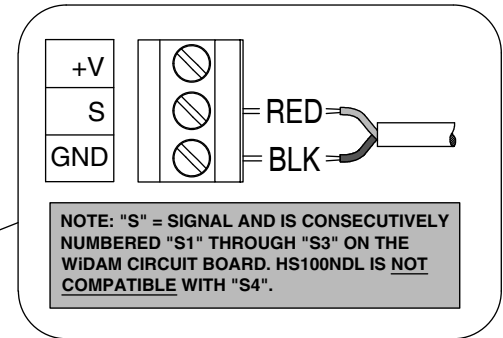 +V
S
GND
RED
BLK
NOTE: "S" = SIGNAL AND IS CONSECUTIVELY
NUMBERED "S1" THROUGH "S3" ON THE
WiDAM CIRCUIT BOARD. HS100NDL IS NOT
COMPATIBLE WITH "S4".